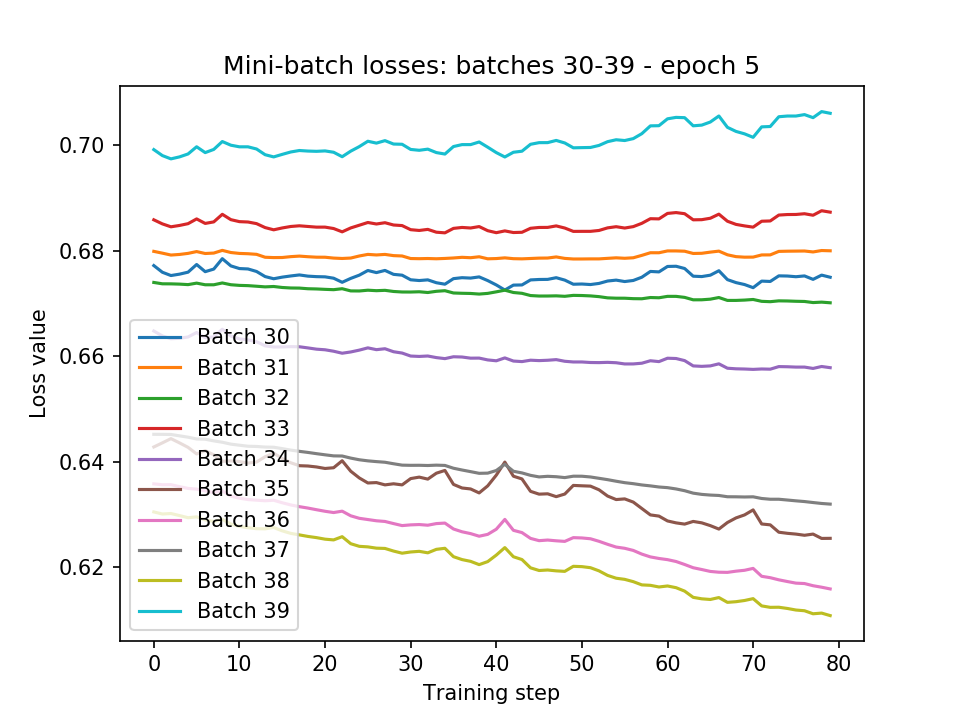 Mini-batch losses: batches 30-39 - epoch 5
Loss value
0.70
0.68
0.66
0.64
0.62
Batch 30
Batch 31
Batch 32
Batch 33
Batch 34
Batch 35
Batch 36
Batch 37
Batch 38
Batch 39
0 10 20 30 40 50 60 70 80
Training step